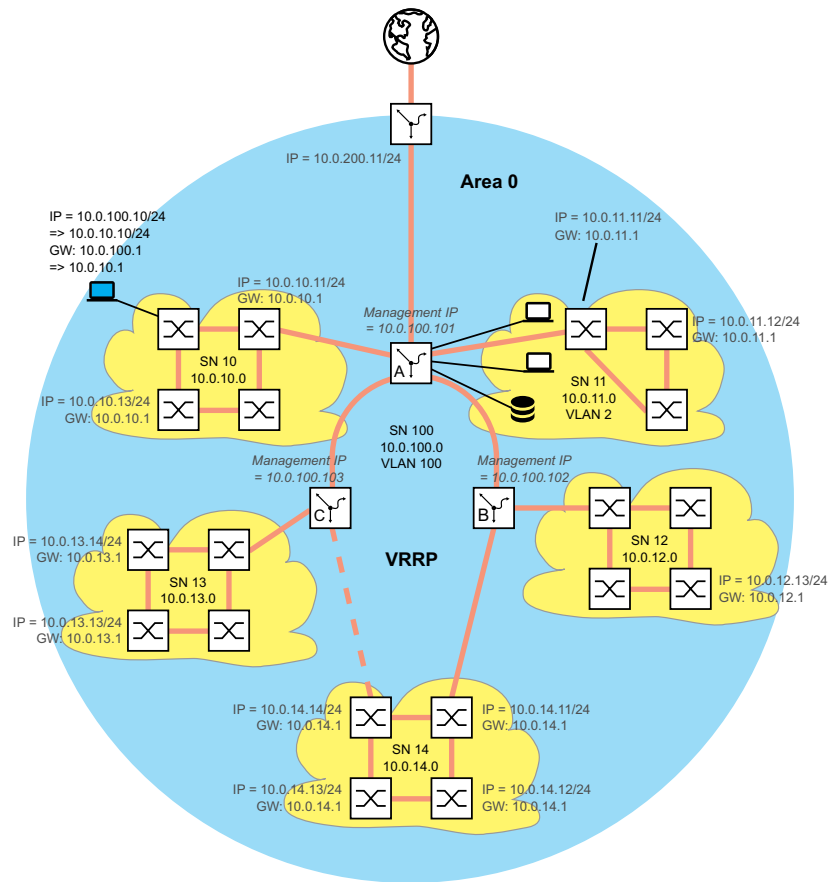 IP = 10.0.200.11/24
Area 0
IP = 10.0.100.10/24
=> 10.0.10.10/24
GW: 10.0.100.1
=> 10.0.10.1
IP = 10.0.11.11/24
GW: 10.0.11.1
IP = 10.0.10.11/24
GW: 10.0.10.1
Management IP
= 10.0.100.101
IP = 10.0.11.12/24
GW: 10.0.11.1
SN 10
10.0.10.0
A
SN 11
10.0.11.0
VLAN 2
IP = 10.0.10.13/24
GW: 10.0.10.1
SN 100
10.0.100.0
VLAN 100
Management IP
= 10.0.100.103
Management IP
= 10.0.100.102
C
B
IP = 10.0.13.14/24
GW: 10.0.13.1
SN 12
10.0.12.0
VRRP
SN 13
10.0.13.0
IP = 10.0.12.13/24
GW: 10.0.12.1
IP = 10.0.13.13/24
GW: 10.0.13.1
IP = 10.0.14.14/24
GW: 10.0.14.1
IP = 10.0.14.11/24
GW: 10.0.14.1
SN 14
10.0.14.0
IP = 10.0.14.13/24
GW: 10.0.14.1
IP = 10.0.14.12/24
GW: 10.0.14.1